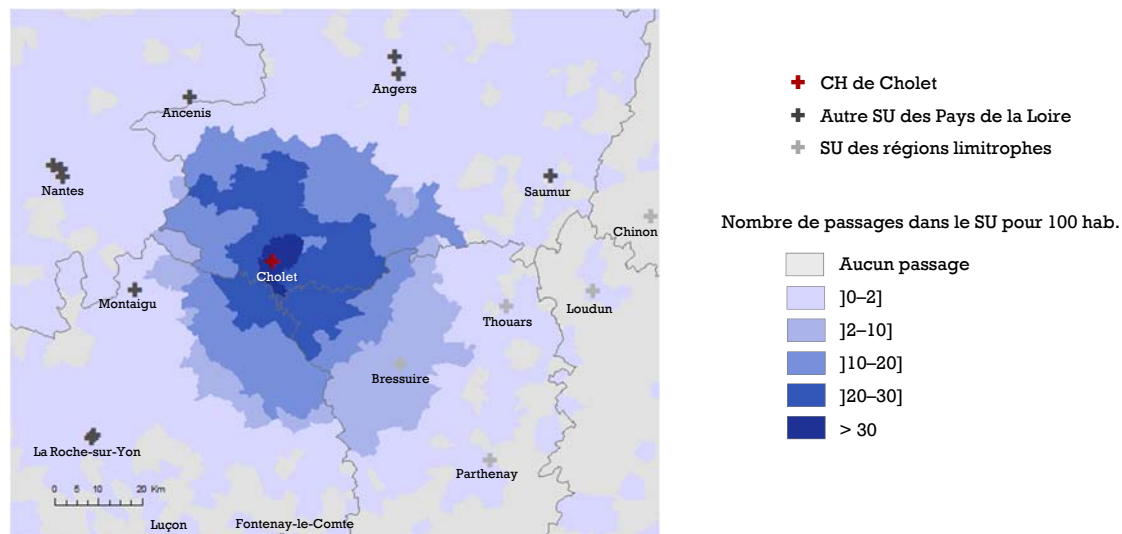 Angers
Ancenis
Nantes
Saumur
Chinon
Cholet
Montaigu
Thouars
Loudun
Bressuire
La Roche-sur-Yon
Parthenay
0 5 10 20 Km
Luçon
Fontenay-le-Comte
CH de Cholet
Autre SU des Pays de la Loire
SU des régions limitrophes
Nombre de passages dans le SU pour 100 hab.
Aucun passage
]0–2]
]2–10]
]10–20]
]20–30]
> 30